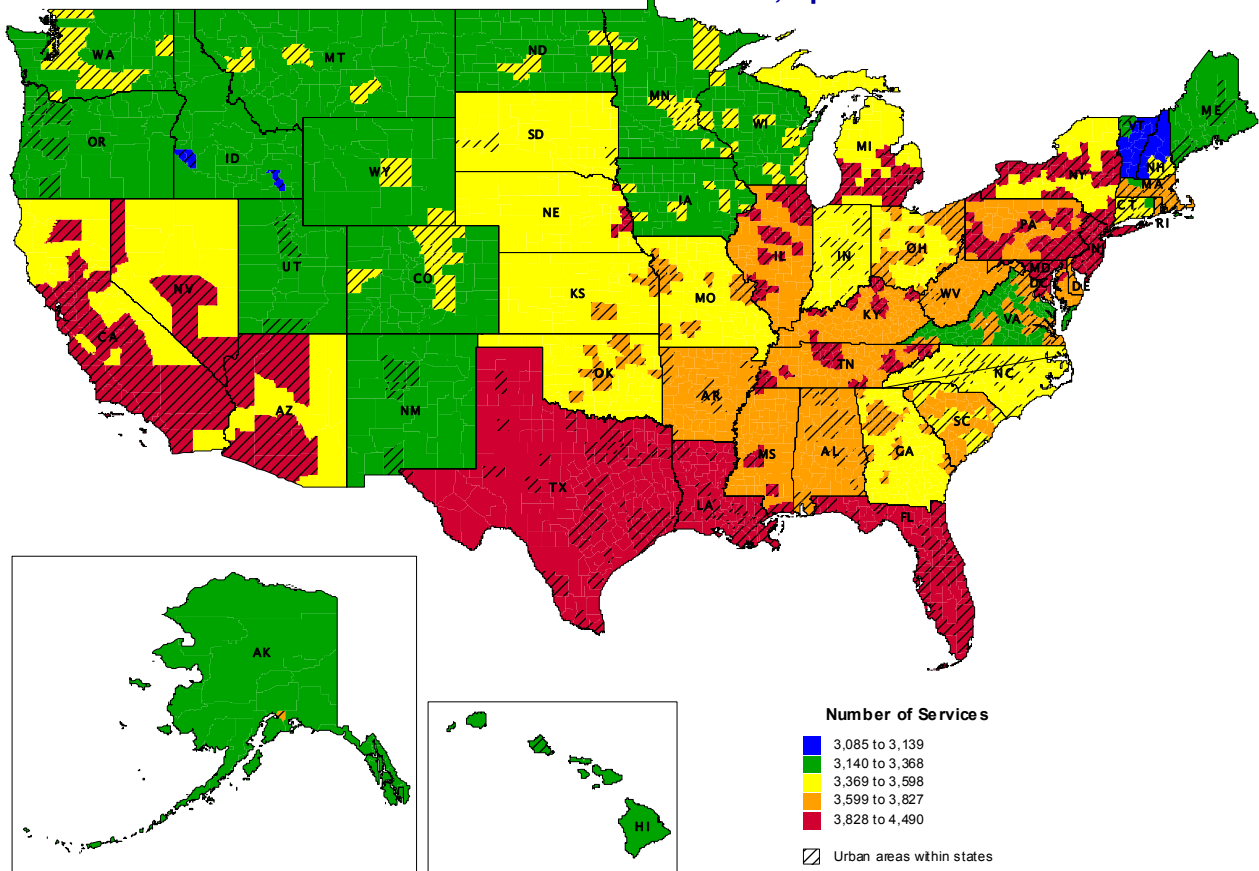 WA
MT
ND
MN
WI
MI
ME
VT
NH
NY
MA
CT
RI
OR
ID
WY
SD
IA
NE
PA
NJ
IL
IN
OH
MD
DC
DE
NV
UT
CO
KS
MO
WV
VA
KY
CA
AZ
NM
OK
AR
TN
NC
SC
MS
AL
GA
TX
LA
FL
AK
HI
Number of Services
3,085 to 3,139
3,140 to 3,368
3,369 to 3,598
3,599 to 3,827
3,828 to 4,490
Urban areas within states